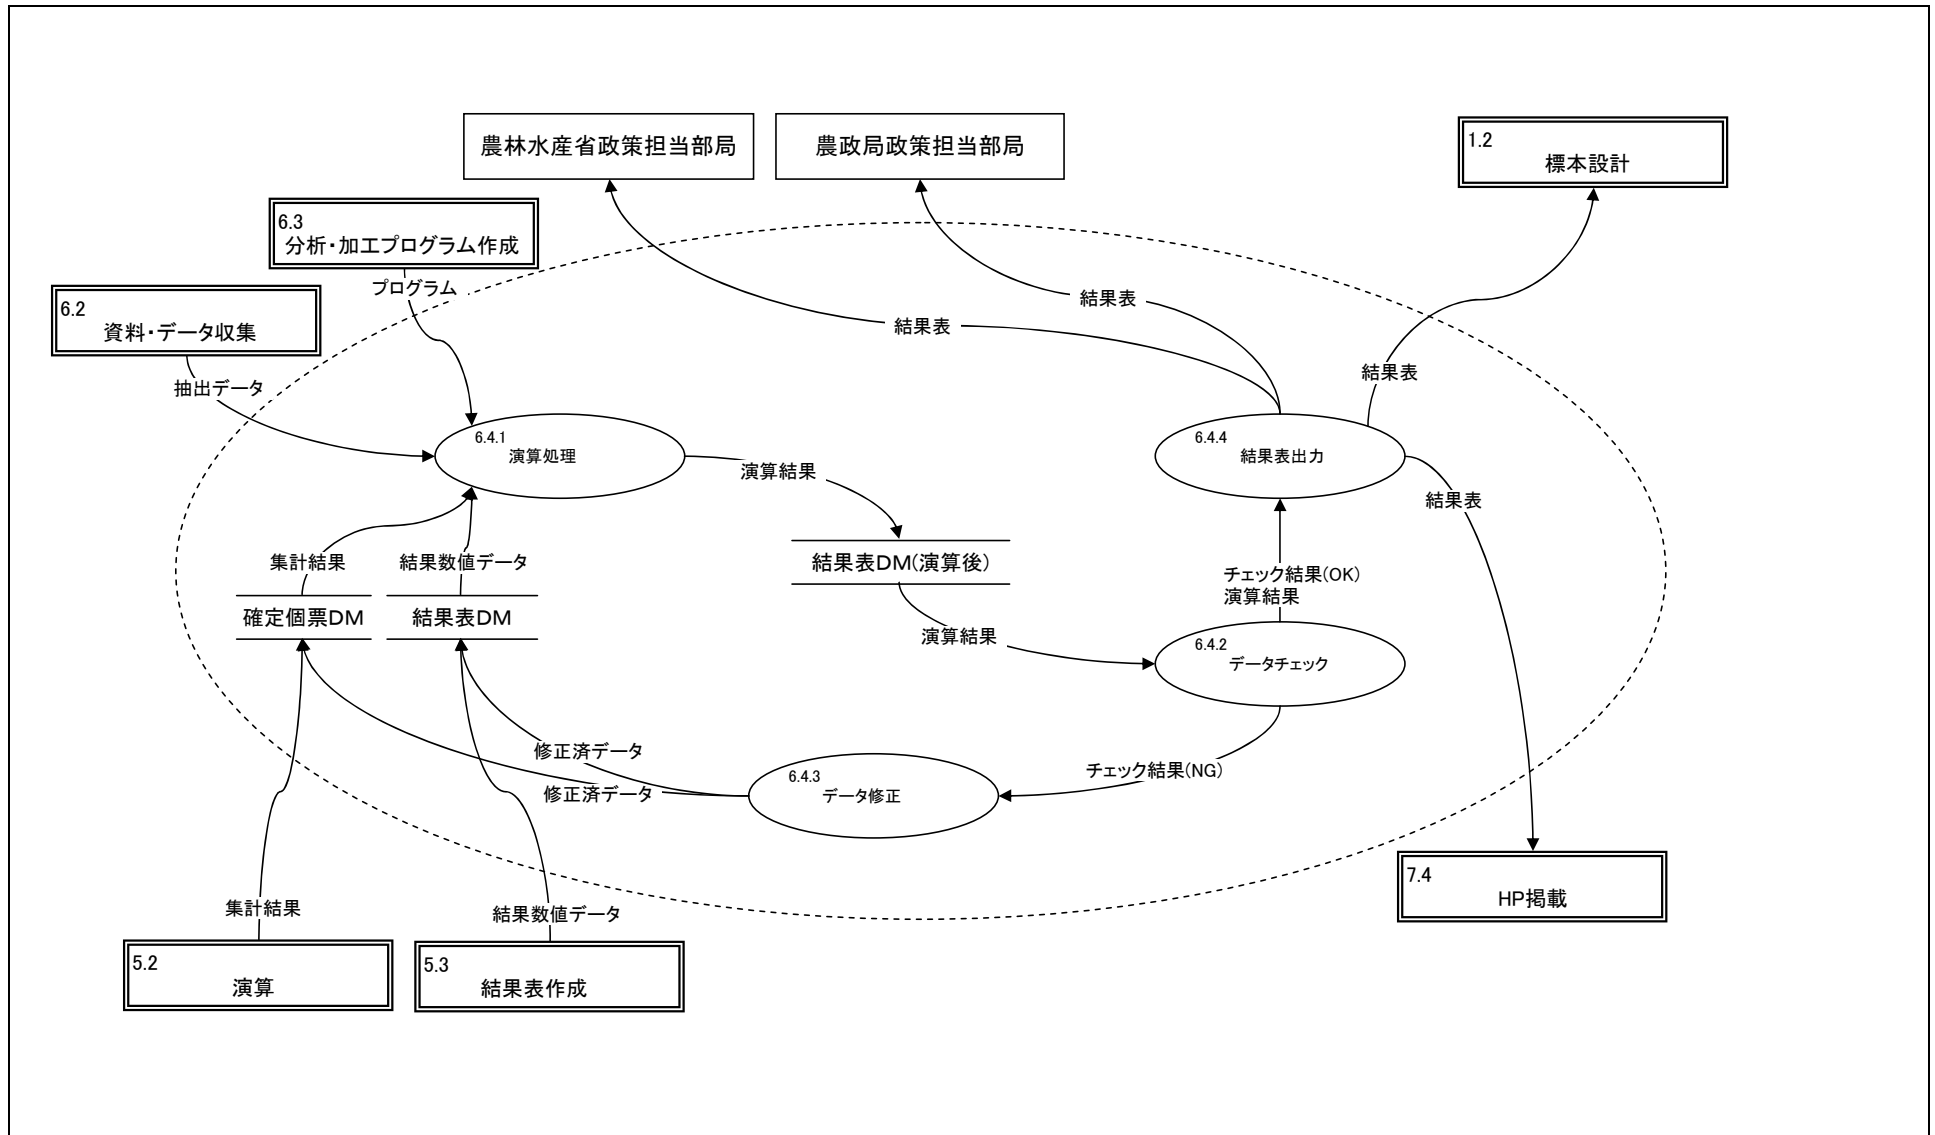 農林水産省政策担当部局
農政局政策担当部局
1.2
標本設計
6.3
分析・加工プログラム作成
プログラム
6.2
資料・データ収集
抽出データ
結果表
結果表
結果表
6.4.1
演算処理
演算結果
6.4.4
結果表出力
結果表
集計結果
結果数値データ
結果表DM(演算後)
チェック結果(OK)
演算結果
確定個票DM
結果表DM
演算結果
6.4.2
データチェック
修正済データ
修正済データ
6.4.3
データ修正
チェック結果(NG)
集計結果
結果数値データ
7.4
HP掲載
5.2
演算
5.3
結果表作成